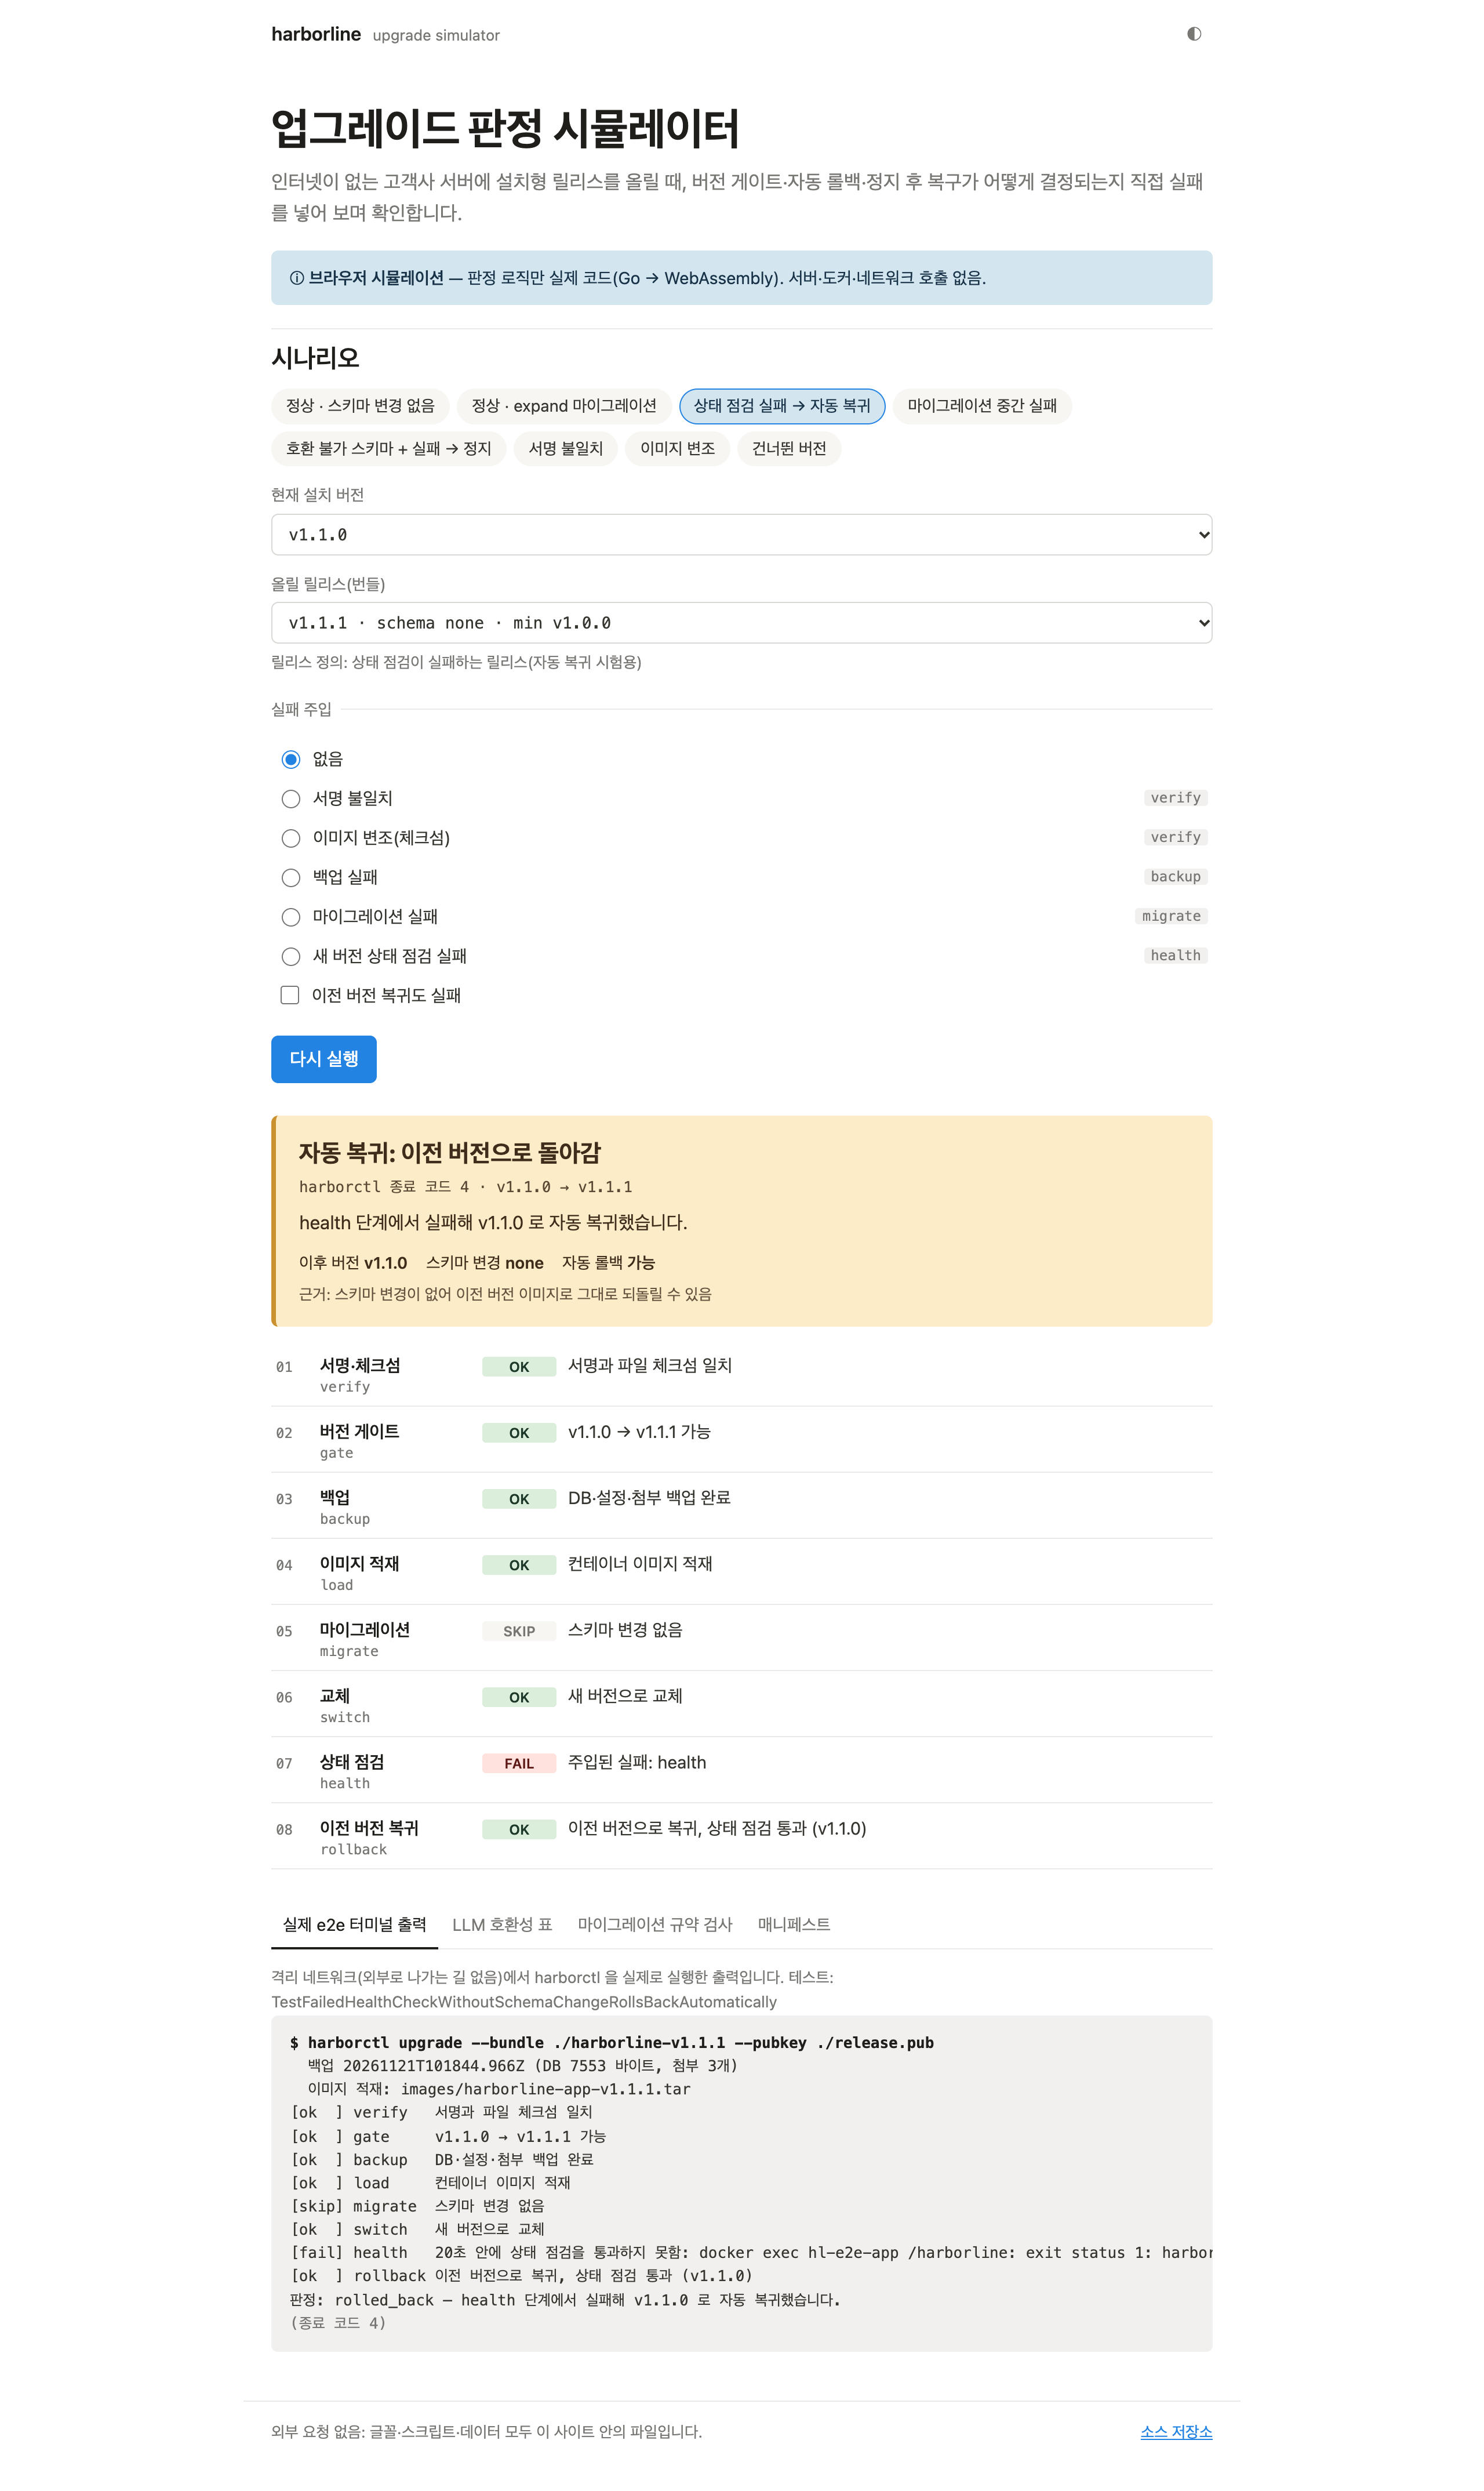 harborline upgrade simulator
업그레이드 판정 시뮬레이터
인터넷이 없는 고객사 서버에 설치형 릴리스를 올릴 때, 버전 게이트·자동 롤백·정지 후 복구가 어떻게 결정되는지 직접 실패
를 넣어 보며 확인합니다.
ⓘ 브라우저 시뮬레이션 — 판정 로직만 실제 코드(Go → WebAssembly). 서버·도커·네트워크 호출 없음.
시나리오
정상 · 스키마 변경 없음 정상 · expand 마이그레이션 상태 점검 실패 → 자동 복귀 마이그레이션 중간 실패
호환 불가 스키마 + 실패 → 정지 서명 불일치 이미지 변조 건너뛴 버전
현재 설치 버전
v1.1.0
올릴 릴리스(번들)
v1.1.1 · schema none · min v1.0.0
릴리스 정의: 상태 점검이 실패하는 릴리스(자동 복귀 시험용)
실패 주입
없음
서명 불일치 verify
이미지 변조(체크섬) verify
백업 실패 backup
마이그레이션 실패 migrate
새 버전 상태 점검 실패 health
이전 버전 복귀도 실패
다시 실행
자동 복귀: 이전 버전으로 돌아감
harborctl 종료 코드 4 · v1.1.0 → v1.1.1
health 단계에서 실패해 v1.1.0 로 자동 복귀했습니다.
이후 버전 v1.1.0 스키마 변경 none 자동 롤백 가능
근거: 스키마 변경이 없어 이전 버전 이미지로 그대로 되돌릴 수 있음
01 서명·체크섬 OK 서명과 파일 체크섬 일치
verify
02 버전 게이트 OK v1.1.0 → v1.1.1 가능
gate
03 백업 OK DB·설정·첨부 백업 완료
backup
04 이미지 적재 OK 컨테이너 이미지 적재
load
05 마이그레이션 SKIP 스키마 변경 없음
migrate
06 교체 OK 새 버전으로 교체
switch
07 상태 점검 FAIL 주입된 실패: health
health
08 이전 버전 복귀 OK 이전 버전으로 복귀, 상태 점검 통과 (v1.1.0)
rollback
실제 e2e 터미널 출력 LLM 호환성 표 마이그레이션 규약 검사 매니페스트
격리 네트워크(외부로 나가는 길 없음)에서 harborctl 을 실제로 실행한 출력입니다. 테스트:
TestFailedHealthCheckWithoutSchemaChangeRollsBackAutomatically
$ harborctl upgrade --bundle ./harborline-v1.1.1 --pubkey ./release.pub
백업 20261121T101844.966Z (DB 7553 바이트, 첨부 3개)
이미지 적재: images/harborline-app-v1.1.1.tar
[ok  ] verify   서명과 파일 체크섬 일치
[ok  ] gate     v1.1.0 → v1.1.1 가능
[ok  ] backup   DB·설정·첨부 백업 완료
[ok  ] load     컨테이너 이미지 적재
[skip] migrate  스키마 변경 없음
[ok  ] switch   새 버전으로 교체
[fail] health   20초 안에 상태 점검을 통과하지 못함: docker exec hl-e2e-app /harborline: exit status 1: harbor
[ok  ] rollback 이전 버전으로 복귀, 상태 점검 통과 (v1.1.0)
판정: rolled_back — health 단계에서 실패해 v1.1.0 로 자동 복귀했습니다.
(종료 코드 4)
외부 요청 없음: 글꼴·스크립트·데이터 모두 이 사이트 안의 파일입니다. 소스 저장소